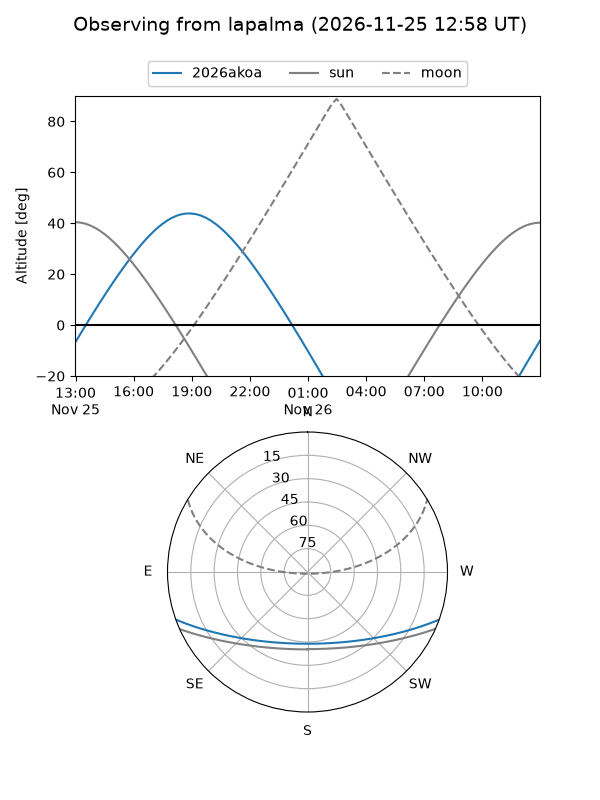 Observing from lapalma (2026-11-25 12:58 UT)
2026akoa sun moon
Altitude [deg]
80
60
40
20
0
−20
13:00 16:00 19:00 22:00 01:00 04:00 07:00 10:00
Nov 25 Nov 26
N
NE NW
15
30
45
60
75
E W
SE SW
S